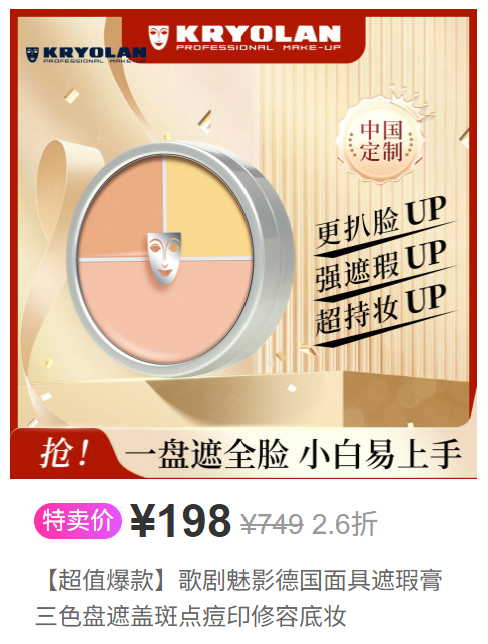 KRYOLAN
PROFESSIONAL MAKE-UP
KRYOLAN
PROFESSIONAL MAKE-UP
中国
定制
更扒脸 UP
强遮瑕 UP
超持妆 UP
抢! 一盘遮全脸 小白易上手
特卖价 ¥198 ¥749 2.6折
【超值爆款】歌剧魅影德国面具遮瑕膏
三色盘遮盖斑点痘印修容底妆